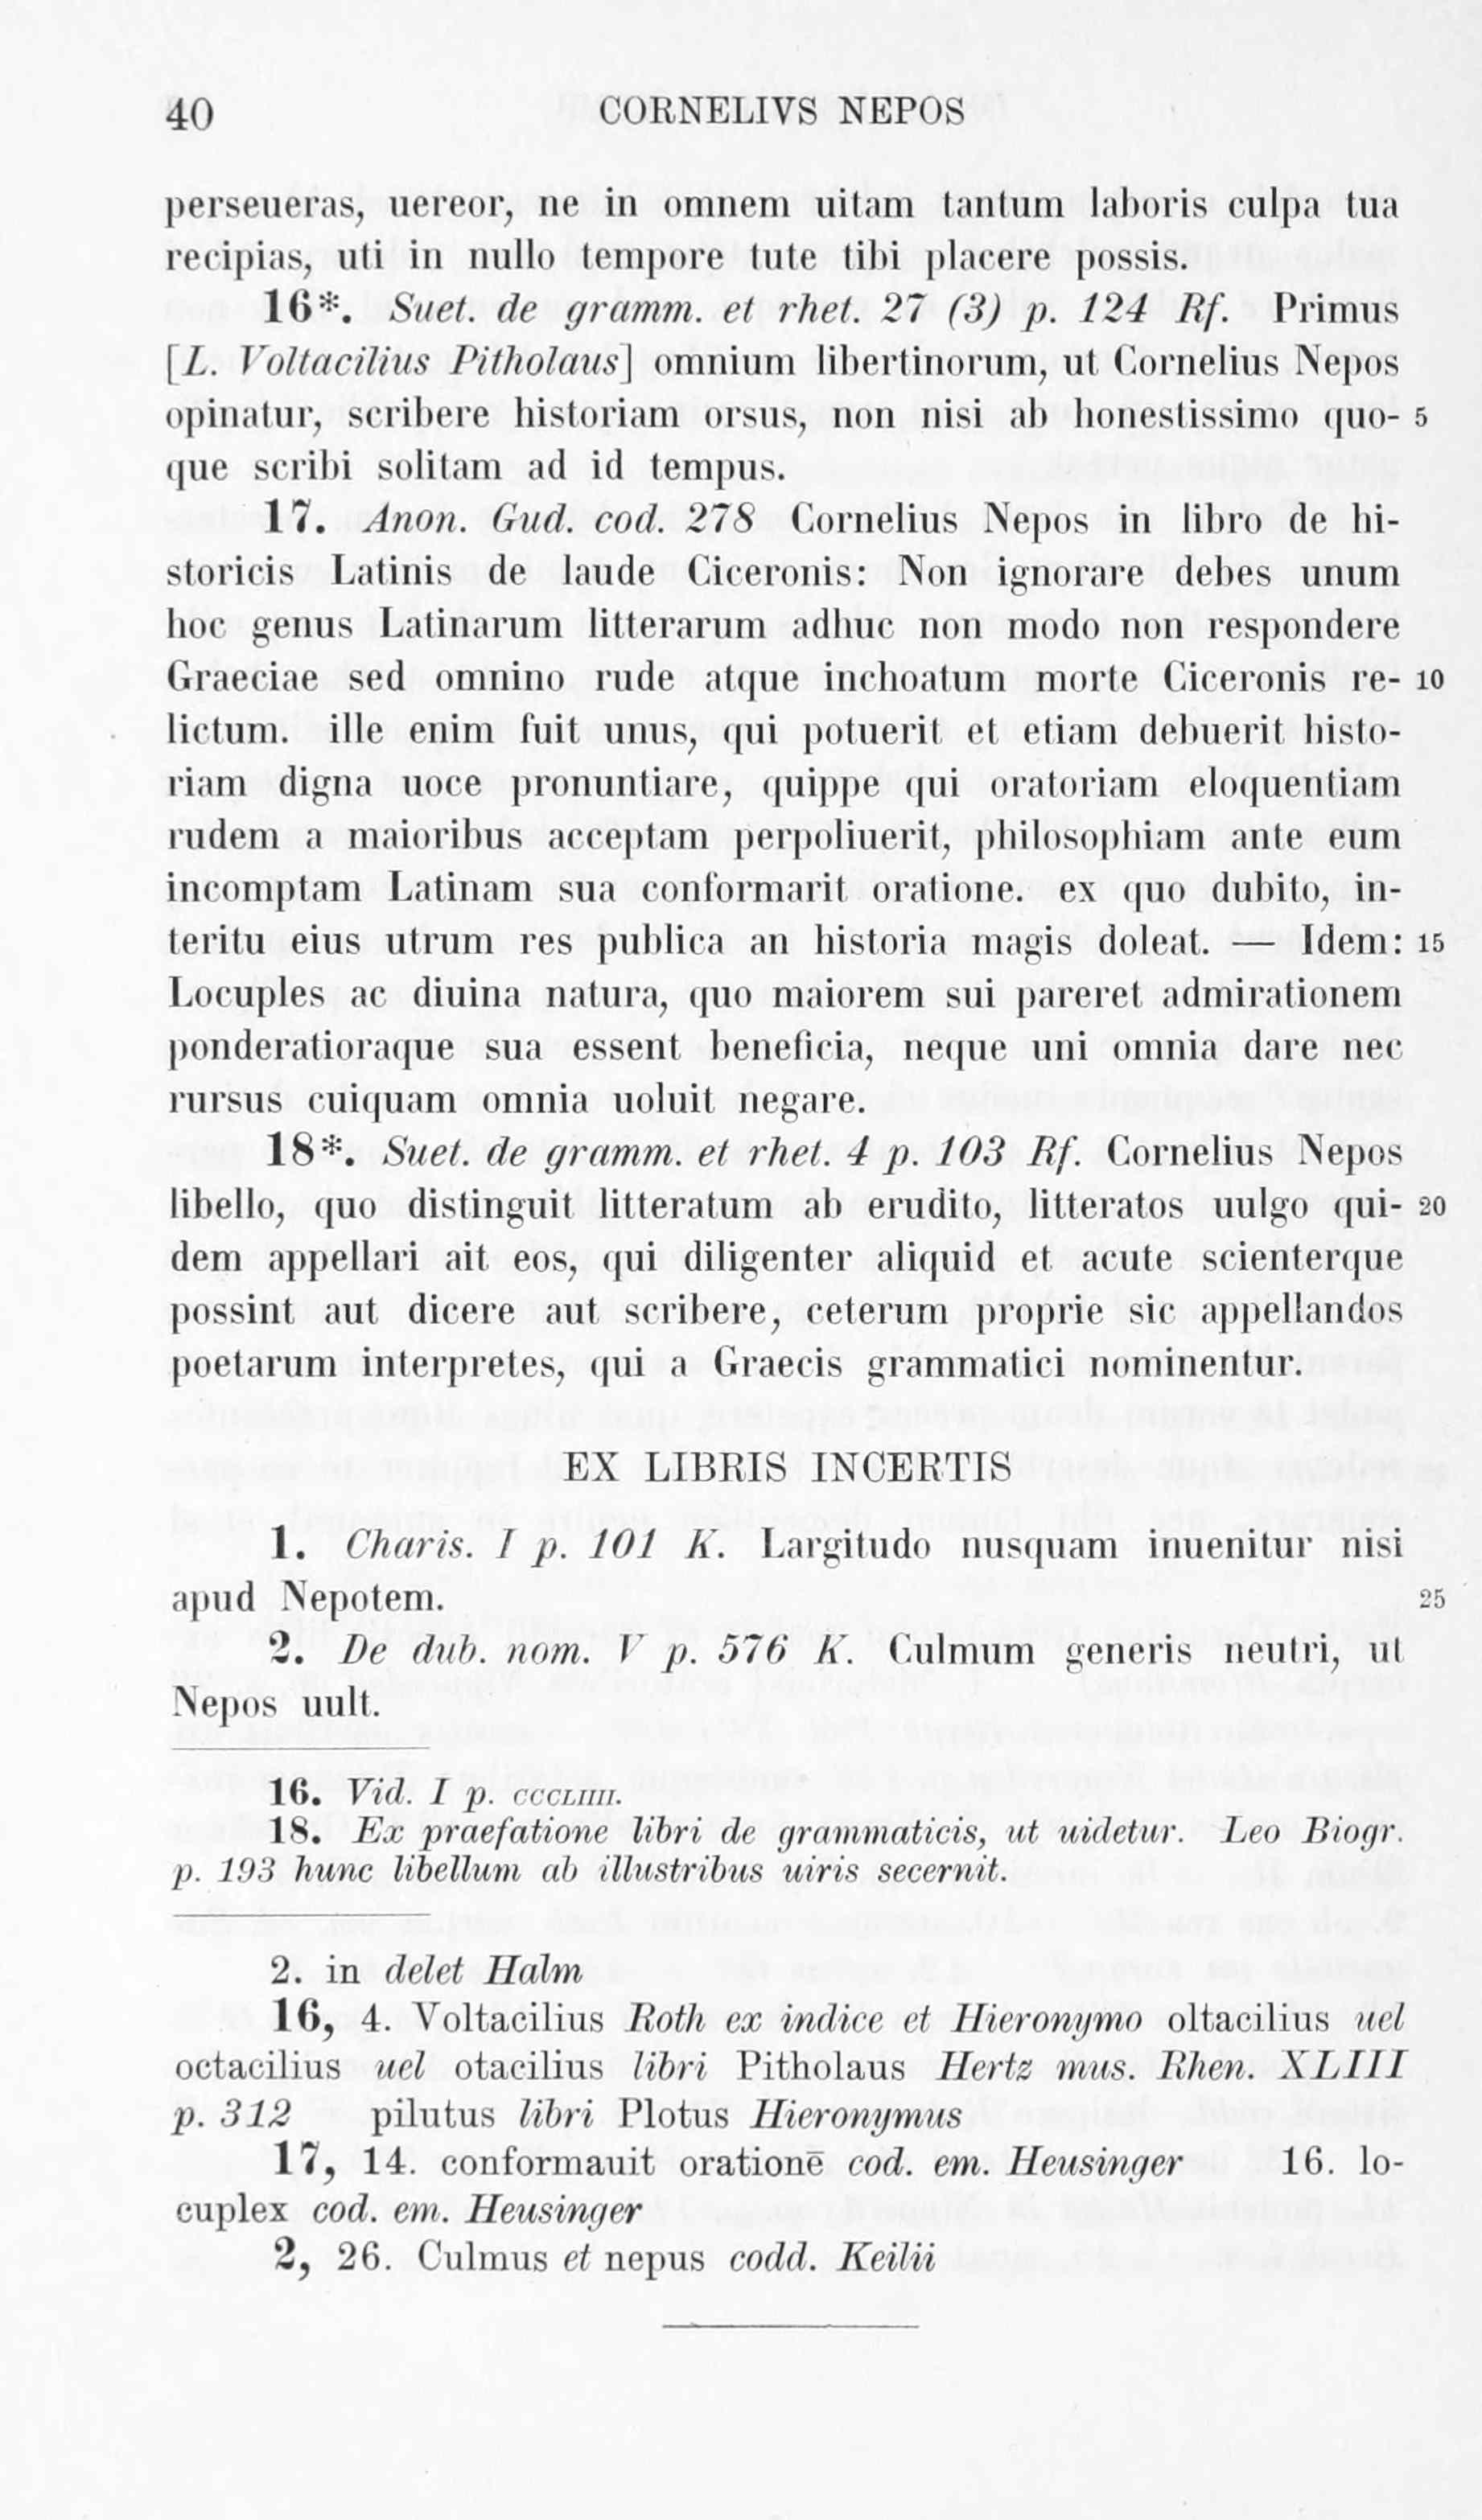 40 CORNELIVS NEPOS
perseueras, uereor, ne in omnem uitam tantum laboris culpa tua
recipias, uti in nullo tempore tute tibi placere possis.
16*. Suet. de gramm. et rhet. 27 (3) p. 124 Rf. Primus
[L. Voltacilius Pitholaus] omnium libertinorum, ut Cornelius Nepos
opinatur, scribere historiam orsus, non nisi ab honestissimo quo- 5
que scribi solitam ad id tempus.
17. Anon. Gud. cod. 278 Cornelius Nepos in libro de hi-
storicis Latinis de laude Ciceronis: Non ignorare debes unum
hoc genus Latinarum litterarum adhuc non modo non respondere
Graeciae sed omnino rude atque inchoatum morte Ciceronis re- 10
lictum. ille enim fuit unus, qui potuerit et etiam debuerit histo-
riam digna uoce pronuntiare, quippe qui oratoriam eloquentiam
rudem a maioribus acceptam perpoliuerit, philosophiam ante eum
incomptam Latinam sua conformarit oratione. ex quo dubito, in-
teritu eius utrum res publica an historia magis doleat. — Idem: 15
Locuples ac diuina natura, quo maiorem sui pareret admirationem
ponderatioraque sua essent beneficia, neque uni omnia dare nec
rursus cuiquam omnia uoluit negare.
18*. Suet. de gramm. et rhet. 4 p. 103 Rf. Cornelius Nepos
libello, quo distinguit litteratum ab erudito, litteratos uulgo qui- 20
dem appellari ait eos, qui diligenter aliquid et acute scienterque
possint aut dicere aut scribere, ceterum proprie sic appellandos
poetarum interpretes, qui a Graecis grammatici nominentur.
EX LIBRIS INCERTIS
1. Charis. I p. 101 K. Largitudo nusquam inuenitur nisi
apud Nepotem. 25
2. De dub. nom. V p. 576 K. Culmum generis neutri, ut
Nepos uult.
16. Vid. I p. CCCLIIII.
18. Ex praefatione libri de grammaticis, ut uidetur. Leo Biogr.
p. 193 hunc libellum ab illustribus uiris secernit.
2. in delet Halm
16, 4. Voltacilius Roth ex indice et Hieronymo oltacilius uel
octacilius uel otacilius libri Pitholaus Hertz mus. Rhen. XLIII
p. 312 pilutus libri Plotus Hieronymus
17, 14. conformauit orationē cod. em. Heusinger 16. lo-
cuplex cod. em. Heusinger
2, 26. Culmus et nepus codd. Keilii